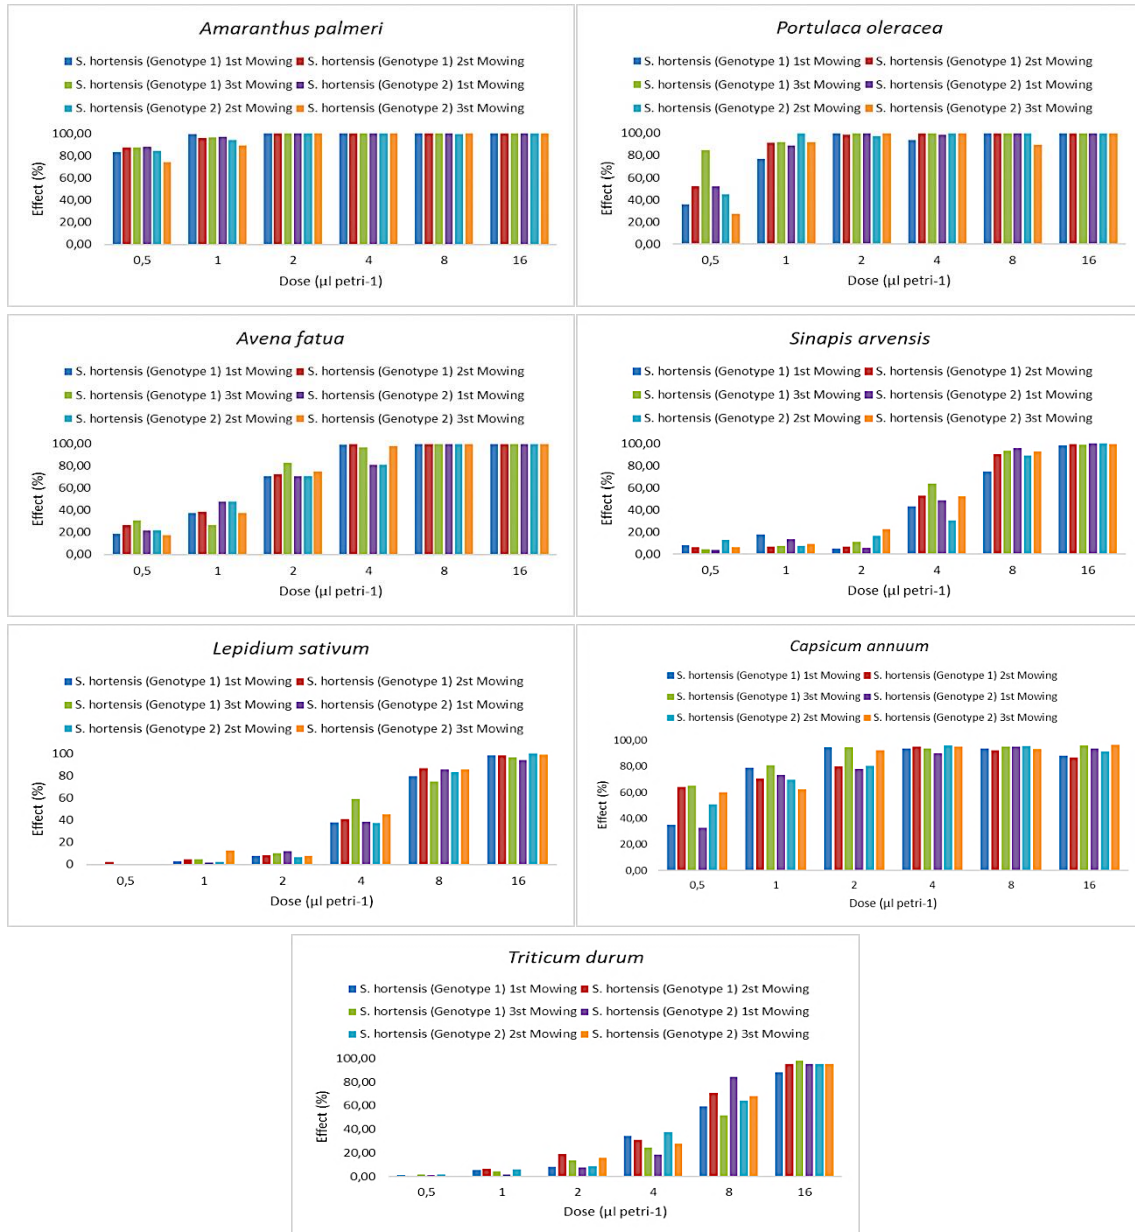 Amaranthus palmeri
S. hortensis (Genotype 1) 1st Mowing S. hortensis (Genotype 1) 2st Mowing
S. hortensis (Genotype 1) 3st Mowing S. hortensis (Genotype 2) 1st Mowing
S. hortensis (Genotype 2) 2st Mowing S. hortensis (Genotype 2) 3st Mowing
Effect (%)
100,00
80,00
60,00
40,00
20,00
0,00
0,5 1 2 4 8 16
Dose (µl petri-1)
Portulaca oleracea
S. hortensis (Genotype 1) 1st Mowing S. hortensis (Genotype 1) 2st Mowing
S. hortensis (Genotype 1) 3st Mowing S. hortensis (Genotype 2) 1st Mowing
S. hortensis (Genotype 2) 2st Mowing S. hortensis (Genotype 2) 3st Mowing
Effect (%)
100,00
80,00
60,00
40,00
20,00
0,00
0,5 1 2 4 8 16
Dose (µl petri-1)
Avena fatua
S. hortensis (Genotype 1) 1st Mowing S. hortensis (Genotype 1) 2st Mowing
S. hortensis (Genotype 1) 3st Mowing S. hortensis (Genotype 2) 1st Mowing
S. hortensis (Genotype 2) 2st Mowing S. hortensis (Genotype 2) 3st Mowing
Effect (%)
100,00
80,00
60,00
40,00
20,00
0,00
0,5 1 2 4 8 16
Dose (µl petri-1)
Sinapis arvensis
S. hortensis (Genotype 1) 1st Mowing S. hortensis (Genotype 1) 2st Mowing
S. hortensis (Genotype 1) 3st Mowing S. hortensis (Genotype 2) 1st Mowing
S. hortensis (Genotype 2) 2st Mowing S. hortensis (Genotype 2) 3st Mowing
Effect (%)
100,00
80,00
60,00
40,00
20,00
0,00
0,5 1 2 4 8 16
Dose (µl petri-1)
Lepidium sativum
S. hortensis (Genotype 1) 1st Mowing S. hortensis (Genotype 1) 2st Mowing
S. hortensis (Genotype 1) 3st Mowing S. hortensis (Genotype 2) 1st Mowing
S. hortensis (Genotype 2) 2st Mowing S. hortensis (Genotype 2) 3st Mowing
Effect (%)
100
80
60
40
20
0
0,5 1 2 4 8 16
Dose (µl petri-1)
Capsicum annuum
S. hortensis (Genotype 1) 1st Mowing S. hortensis (Genotype 1) 2st Mowing
S. hortensis (Genotype 1) 3st Mowing S. hortensis (Genotype 2) 1st Mowing
S. hortensis (Genotype 2) 2st Mowing S. hortensis (Genotype 2) 3st Mowing
Effect (%)
100,00
80,00
60,00
40,00
20,00
0,00
0,5 1 2 4 8 16
Dose (µl petri-1)
Triticum durum
S. hortensis (Genotype 1) 1st Mowing S. hortensis (Genotype 1) 2st Mowing
S. hortensis (Genotype 1) 3st Mowing S. hortensis (Genotype 2) 1st Mowing
S. hortensis (Genotype 2) 2st Mowing S. hortensis (Genotype 2) 3st Mowing
Effect (%)
100,00
80,00
60,00
40,00
20,00
0,00
0,5 1 2 4 8 16
Dose (µl petri-1)